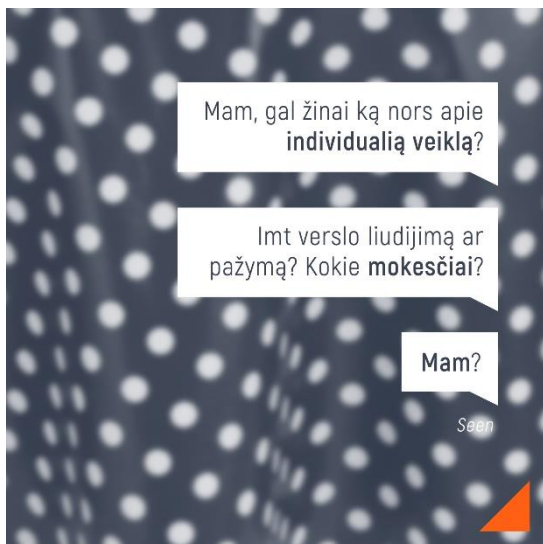 Mam, gal žinai ką nors apie
individualią veiklą?
Imt verslo liudijimą ar
pažymą? Kokie mokesčiai?
Mam?
Seen